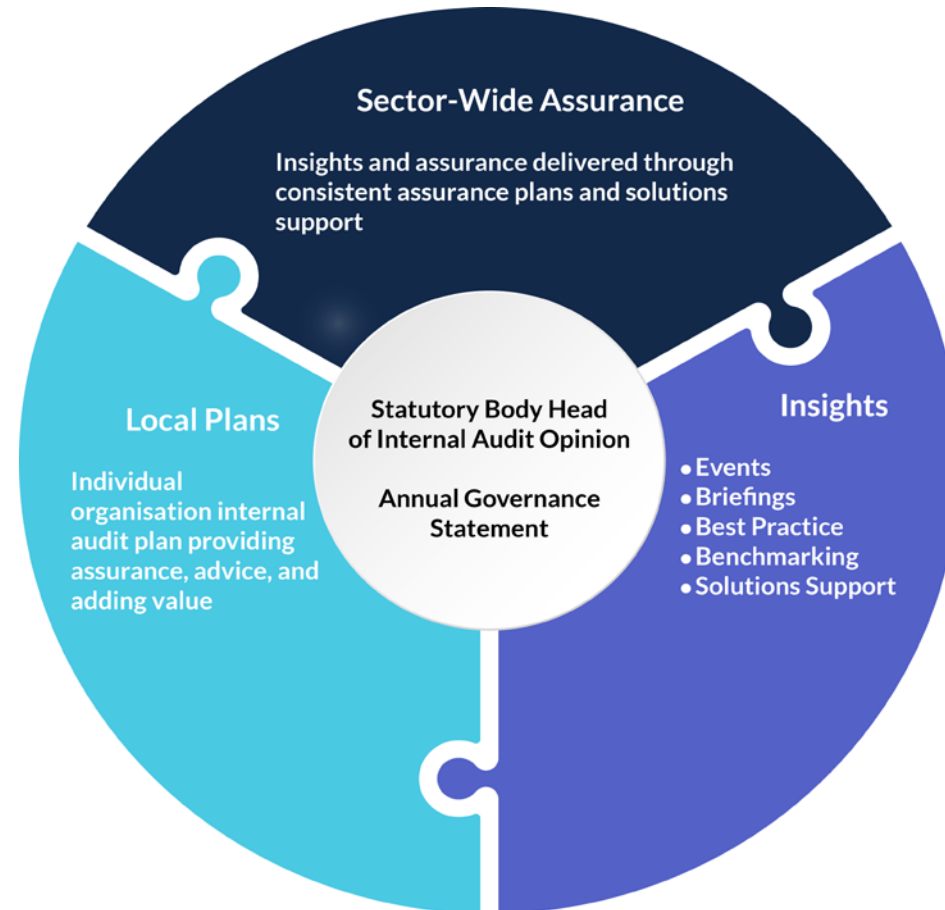 Sector-Wide Assurance
Insights and assurance delivered through
consistent assurance plans and solutions
support
Local Plans
Individual
organisation internal
audit plan providing
assurance, advice, and
adding value
Statutory Body Head
of Internal Audit Opinion
Annual Governance
Statement
Insights
• Events
• Briefings
• Best Practice
• Benchmarking
• Solutions Support